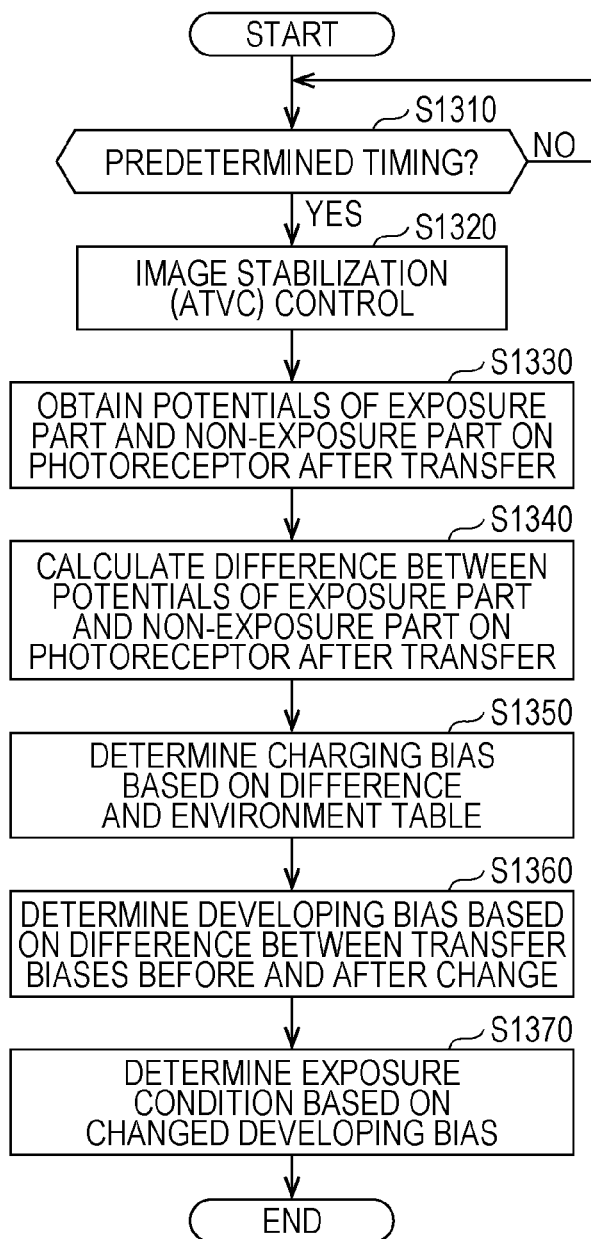 START
S1310
PREDETERMINED TIMING?
NO
YES
S1320
IMAGE STABILIZATION
(ATVC) CONTROL
S1330
OBTAIN POTENTIALS OF EXPOSURE
PART AND NON-EXPOSURE PART ON
PHOTORECEPTOR AFTER TRANSFER
S1340
CALCULATE DIFFERENCE BETWEEN
POTENTIALS OF EXPOSURE PART
AND NON-EXPOSURE PART ON
PHOTORECEPTOR AFTER TRANSFER
S1350
DETERMINE CHARGING BIAS
BASED ON DIFFERENCE
AND ENVIRONMENT TABLE
S1360
DETERMINE DEVELOPING BIAS BASED
ON DIFFERENCE BETWEEN TRANSFER
BIASES BEFORE AND AFTER CHANGE
S1370
DETERMINE EXPOSURE
CONDITION BASED ON
CHANGED DEVELOPING BIAS
END